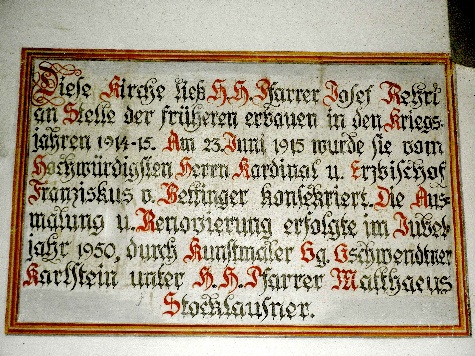 Diese Kirche ließ H.H. Pfarrer Josef Kehrl
an Stelle der früheren erbauen in den Kriegs-
jahren 1914-15. Am 23. Juni 1915 wurde sie vom
Hochwürdigsten Herrn Kardinal u. Erzbischof
Franziskus v. Bettinger konsekriert. Die Aus-
malung u. Renovierung erfolgte im Jubel-
jahr 1950, durch Kunstmaler Gg. Gschwendtner
Karlstein unter H.H. Pfarrer Matthaeus
Stocklausner.